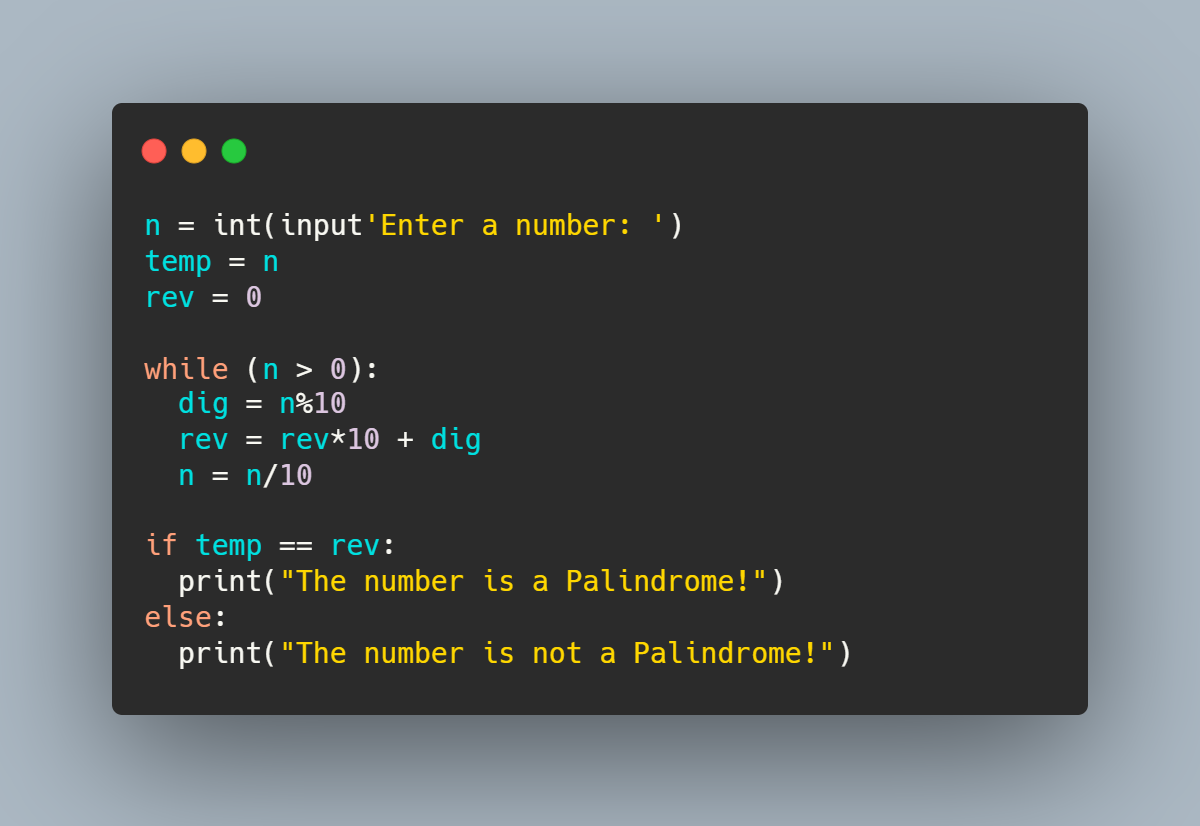 n = int(input'Enter a number: ')
temp = n
rev = 0
while (n > 0):
  dig = n%10
  rev = rev*10 + dig
  n = n/10
if temp == rev:
  print("The number is a Palindrome!")
else:
  print("The number is not a Palindrome!")